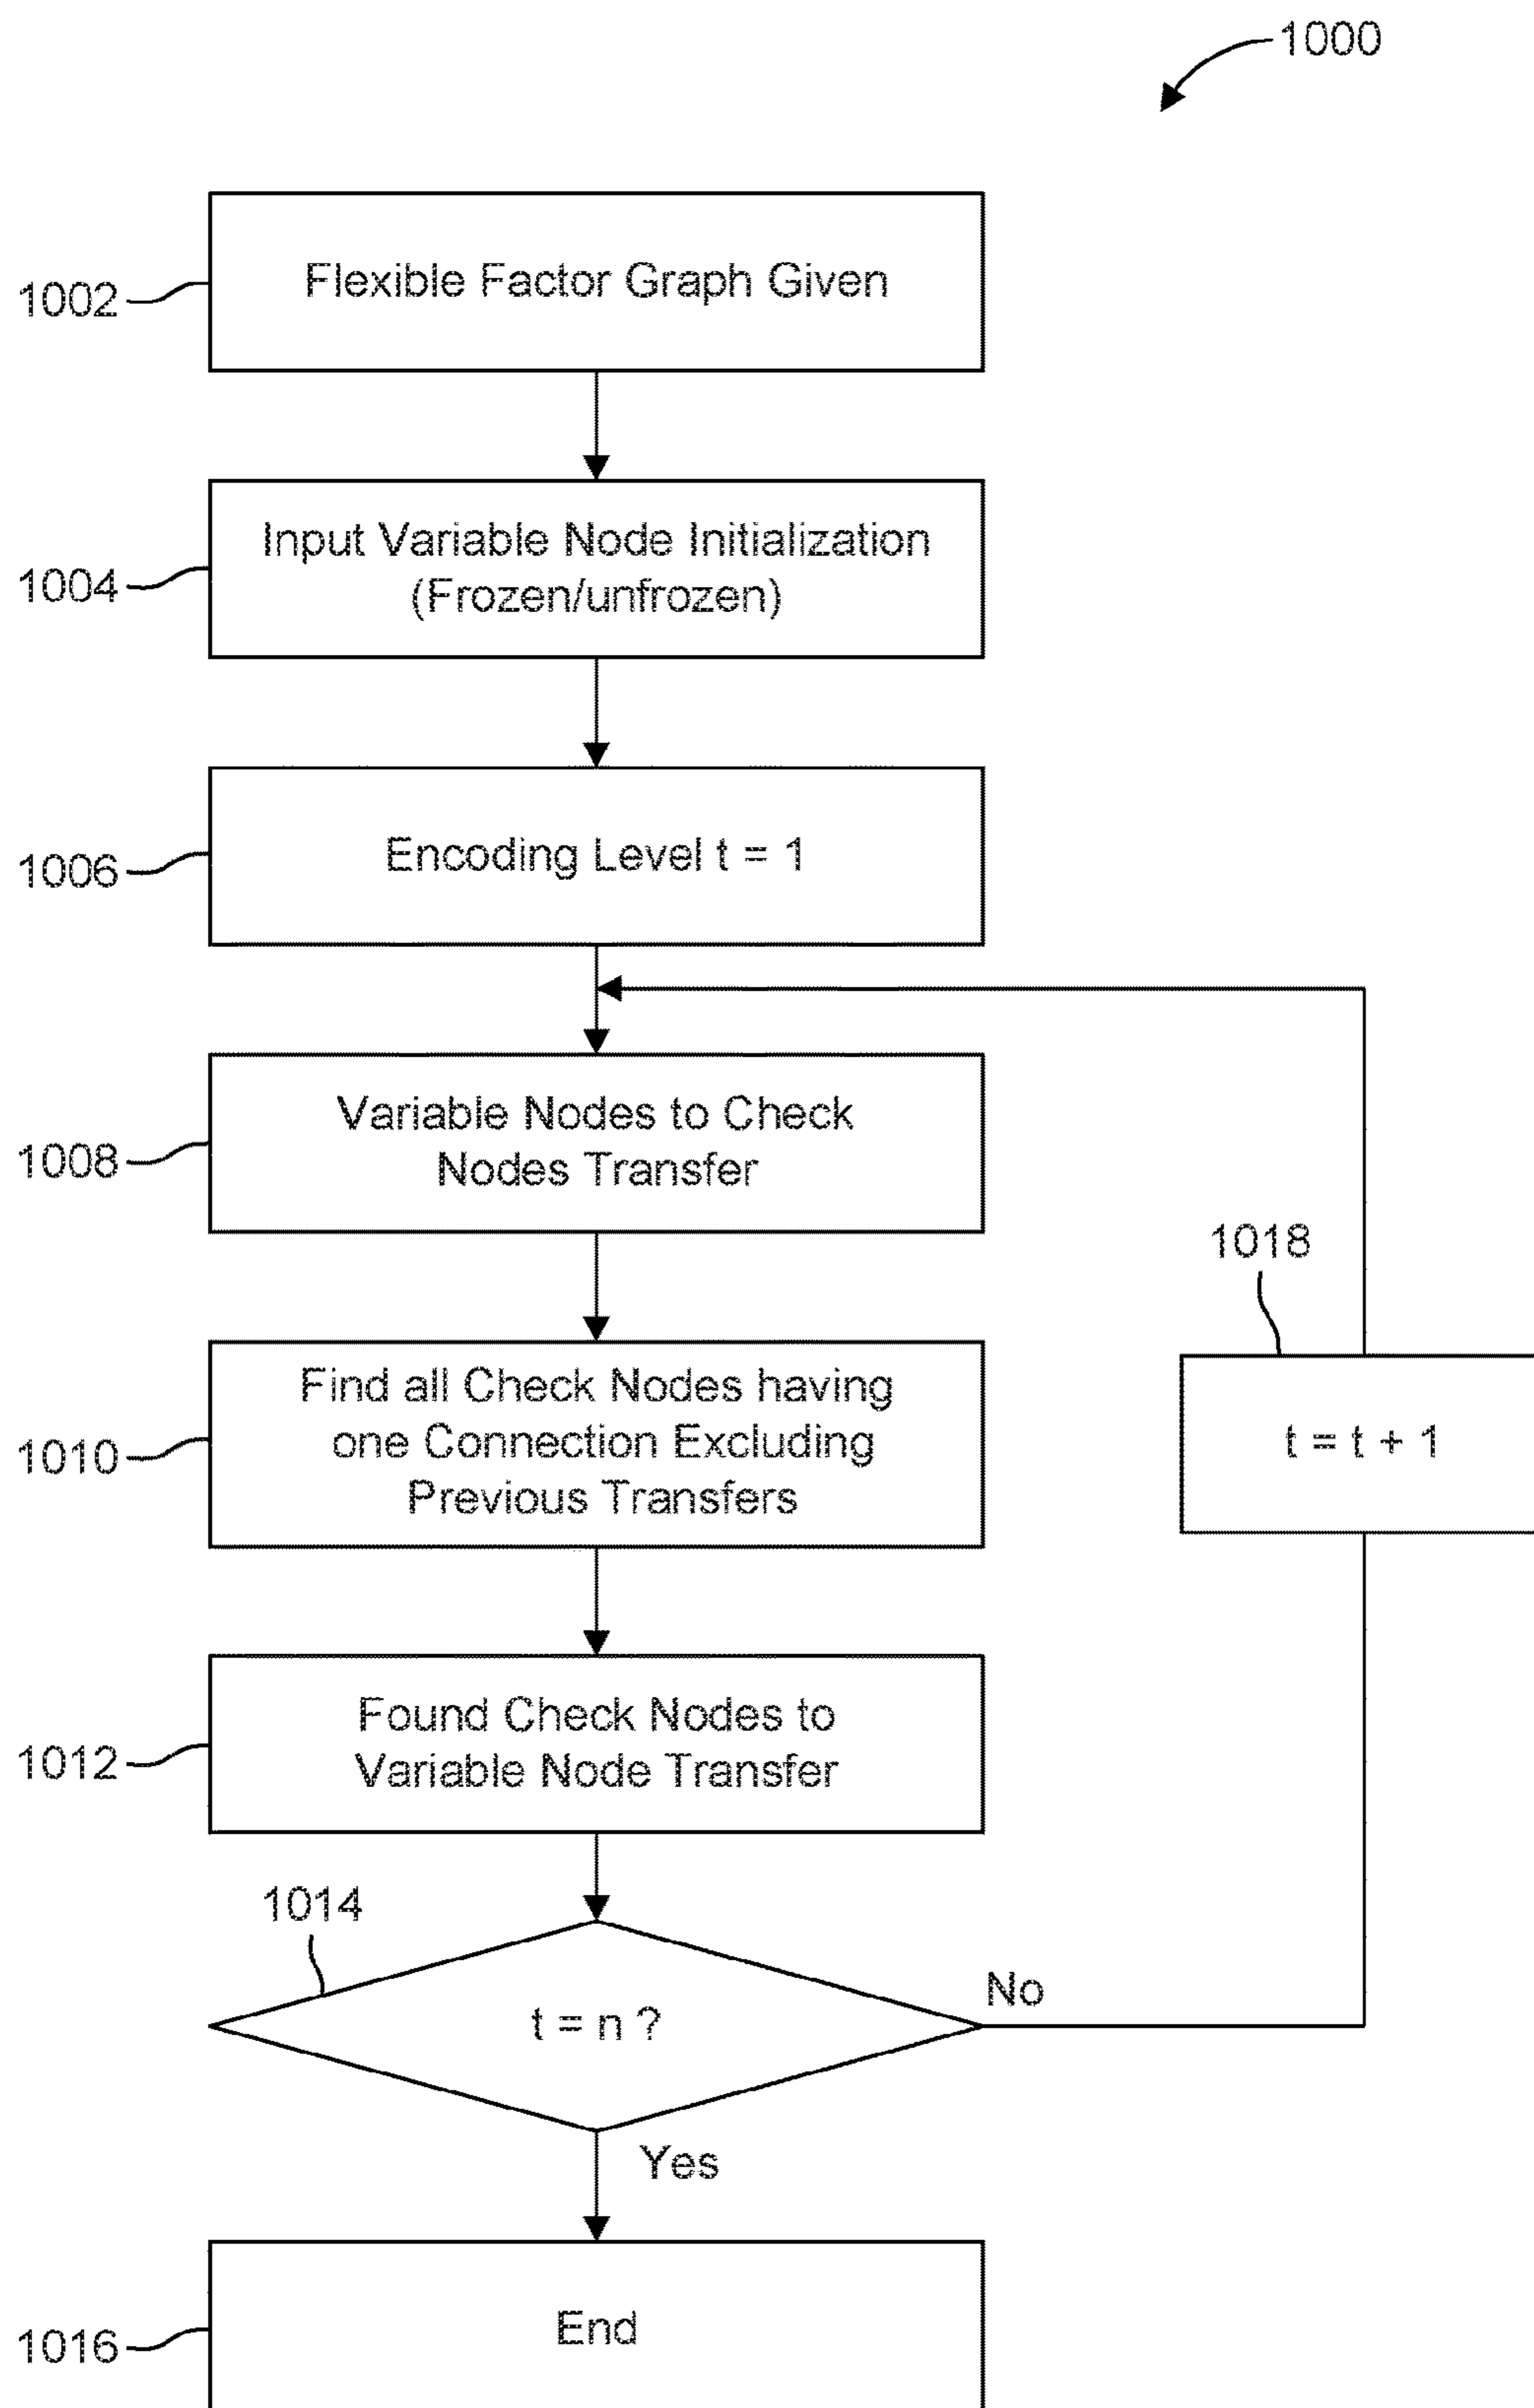 1000
1002
Flexible Factor Graph Given
1004
Input Variable Node Initialization
(Frozen/unfrozen)
1006
Encoding Level t = 1
1008
Variable Nodes to Check
Nodes Transfer
1018
t = t + 1
1010
Find all Check Nodes having
one Connection Excluding
Previous Transfers
1012
Found Check Nodes to
Variable Node Transfer
1014
t = n ?
No
Yes
1016
End